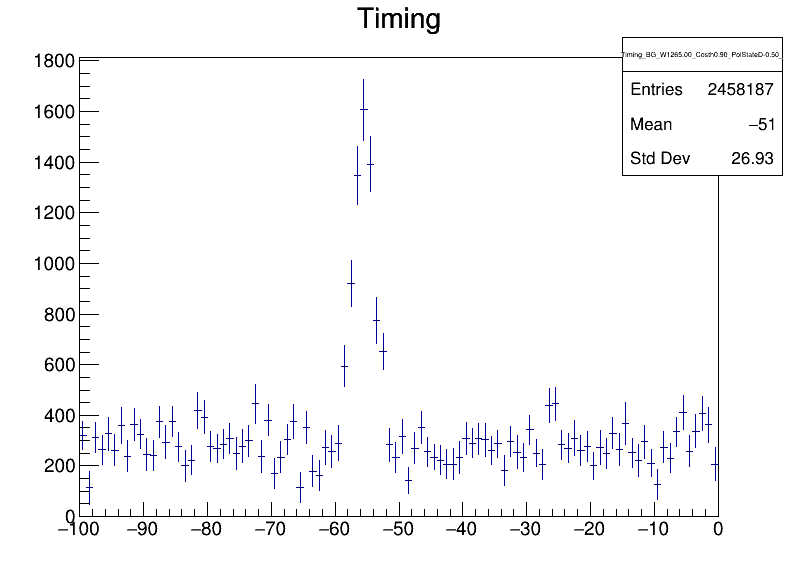 Timing
Timing_BG_W1265.00_Costh0.90_PolStateD-0.50_
Entries 2458187
Mean −51
Std Dev 26.93
1800
1600
1400
1200
1000
800
600
400
200
0
−100 −90 −80 −70 −60 −50 −40 −30 −20 −10 0